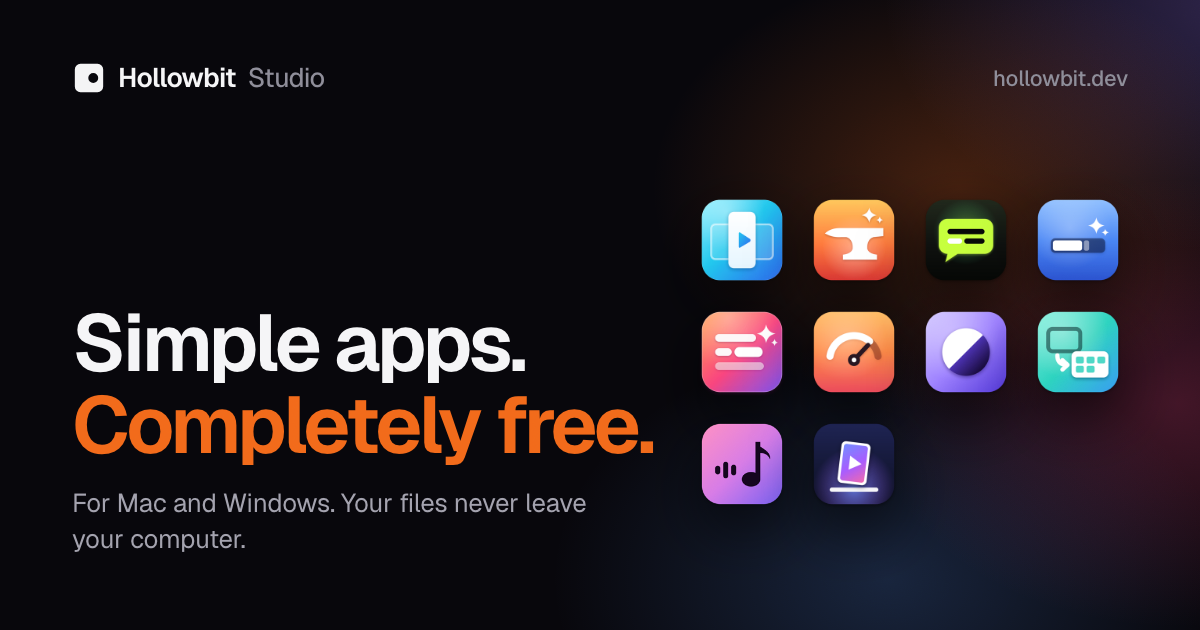 Hollowbit Studio
hollowbit.dev
Simple apps.
Completely free.
For Mac and Windows. Your files never leave
your computer.